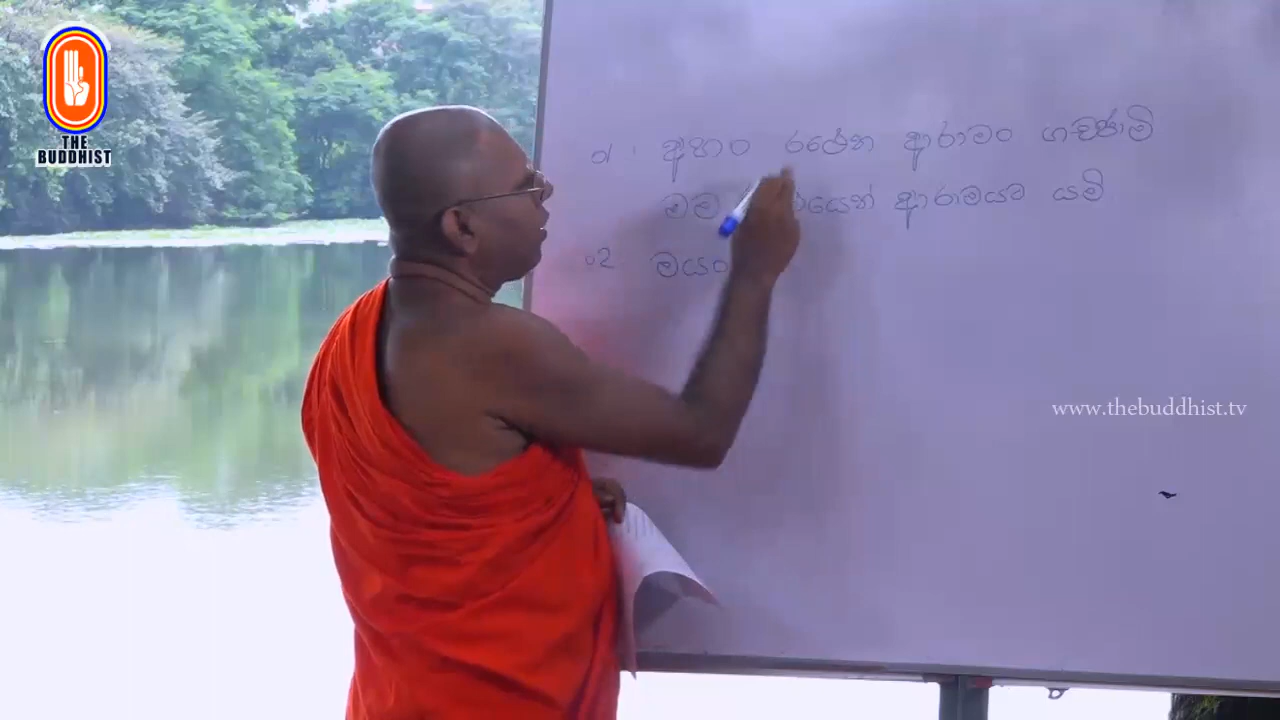 THE
BUDDHIST
01. අහං රථෙන ආරාමං ගච්ඡාමි
මම ආරාමයට යමි
02 මයං
www.thebuddhist.tv